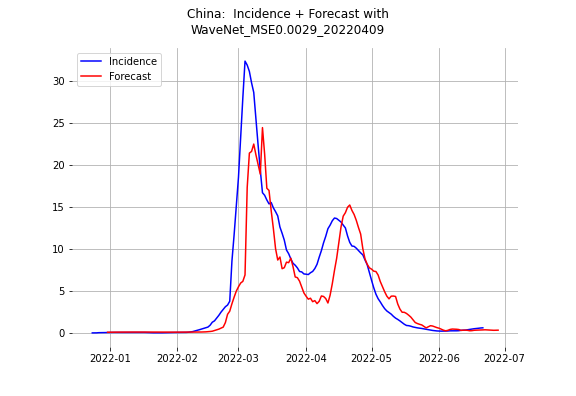 China:  Incidence + Forecast with
WaveNet_MSE0.0029_20220409
Incidence
Forecast
30
25
20
15
10
5
0
2022-01 2022-02 2022-03 2022-04 2022-05 2022-06 2022-07